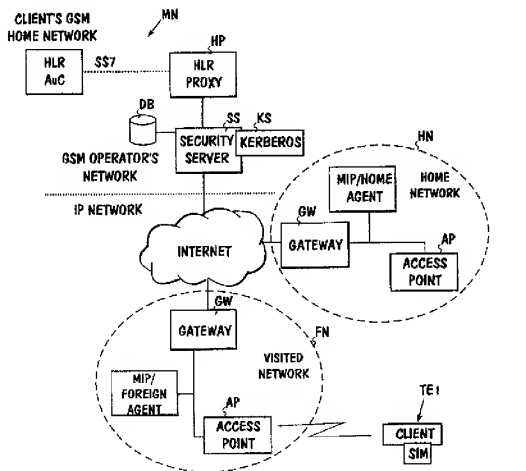 CLIENT'S GSM
HOME NETWORK
MN
HLR
AuC
SS7
HP
HLR
PROXY
DB
SS
KS
SECURITY
SERVER
KERBEROS
GSM OPERATOR'S
NETWORK
IP NETWORK
HN
MIP/HOME
AGENT
HOME
NETWORK
INTERNET
GW
GATEWAY
AP
ACCESS
POINT
GW
GATEWAY
FN
VISITED
NETWORK
MIP/
FOREIGN
AGENT
AP
ACCESS
POINT
TE1
CLIENT
SIM